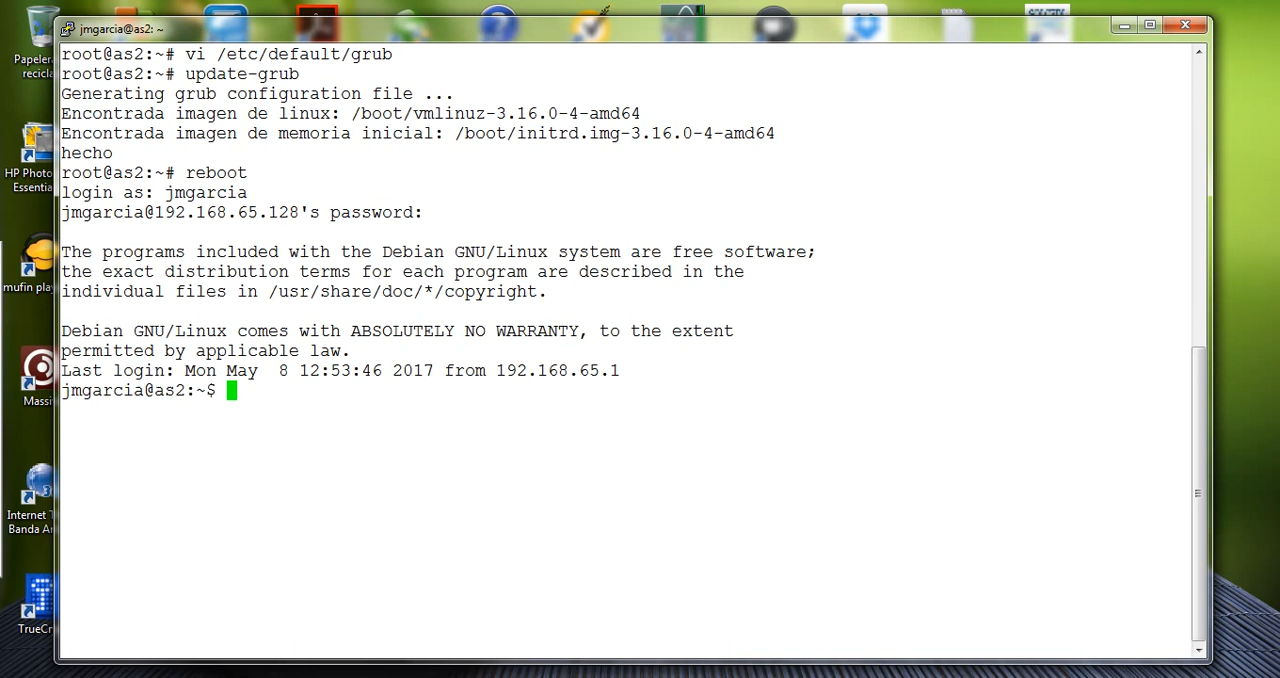 jmgarcia@as2: ~
root@as2:~# vi /etc/default/grub
root@as2:~# update-grub
Generating grub configuration file ...
Encontrada imagen de linux: /boot/vmlinuz-3.16.0-4-amd64
Encontrada imagen de memoria inicial: /boot/initrd.img-3.16.0-4-amd64
hecho
root@as2:~# reboot
login as: jmgarcia
jmgarcia@192.168.65.128's password:
The programs included with the Debian GNU/Linux system are free software;
the exact distribution terms for each program are described in the
individual files in /usr/share/doc/*/copyright.
Debian GNU/Linux comes with ABSOLUTELY NO WARRANTY, to the extent
permitted by applicable law.
Last login: Mon May  8 12:53:46 2017 from 192.168.65.1
jmgarcia@as2:~$
Papelera
recicla
HP Photo
Essentia
mufin play
Massi
Internet T
Banda An
TrueCr